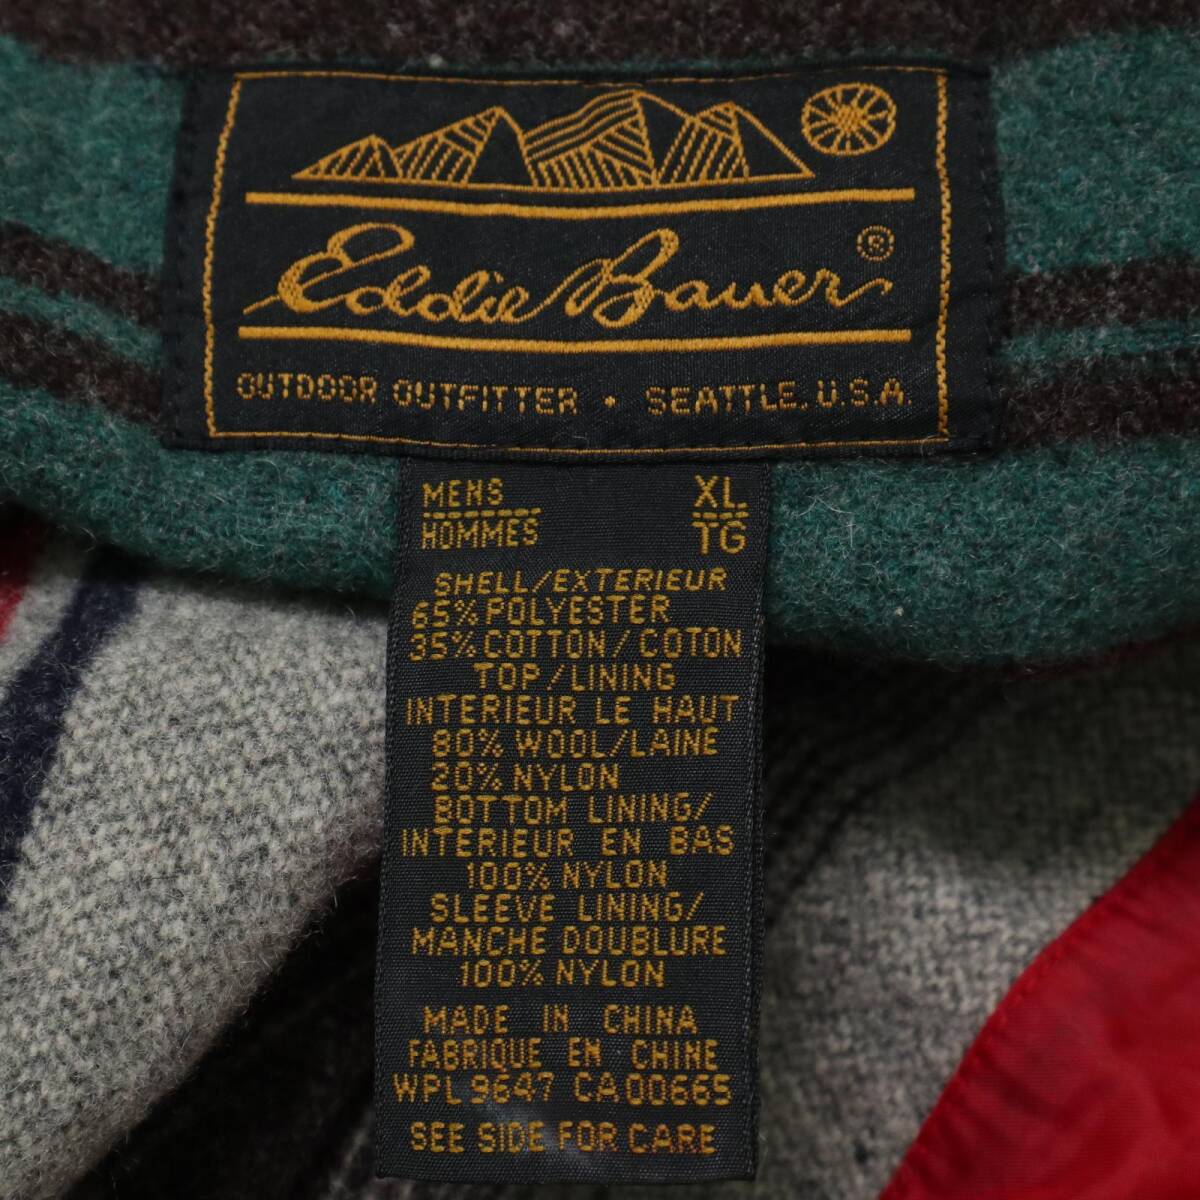 Eddie Bauer ®
OUTDOOR OUTFITTER • SEATTLE, U.S.A.
MENS XL
HOMMES TG
SHELL/EXTERIEUR
65% POLYESTER
35% COTTON/COTON
TOP/LINING
INTERIEUR LE HAUT
80% WOOL/LAINE
20% NYLON
BOTTOM LINING/
INTERIEUR EN BAS
100% NYLON
SLEEVE LINING/
MANCHE DOUBLURE
100% NYLON
MADE IN CHINA
FABRIQUE EN CHINE
WPL 9647 CA00665
SEE SIDE FOR CARE